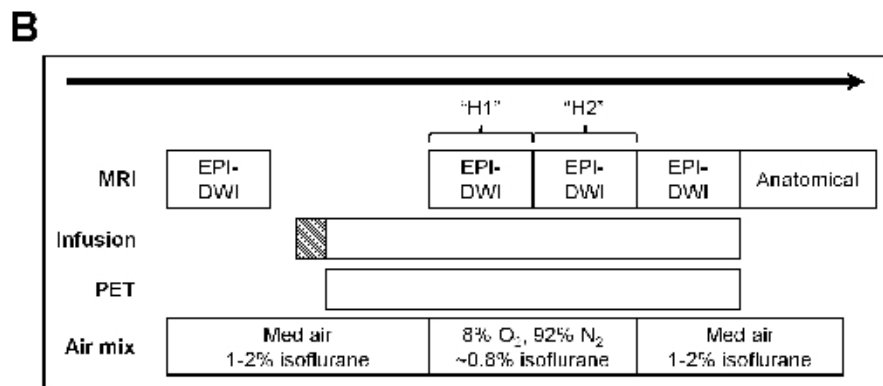 B
"H1" "H2"
MRI EPI- EPI- EPI- EPI- Anatomical
DWI DWI DWI DWI
Infusion
PET
Air mix Med air 8% O₂, 92% N₂ Med air
1-2% isoflurane ~0.8% isoflurane 1-2% isoflurane